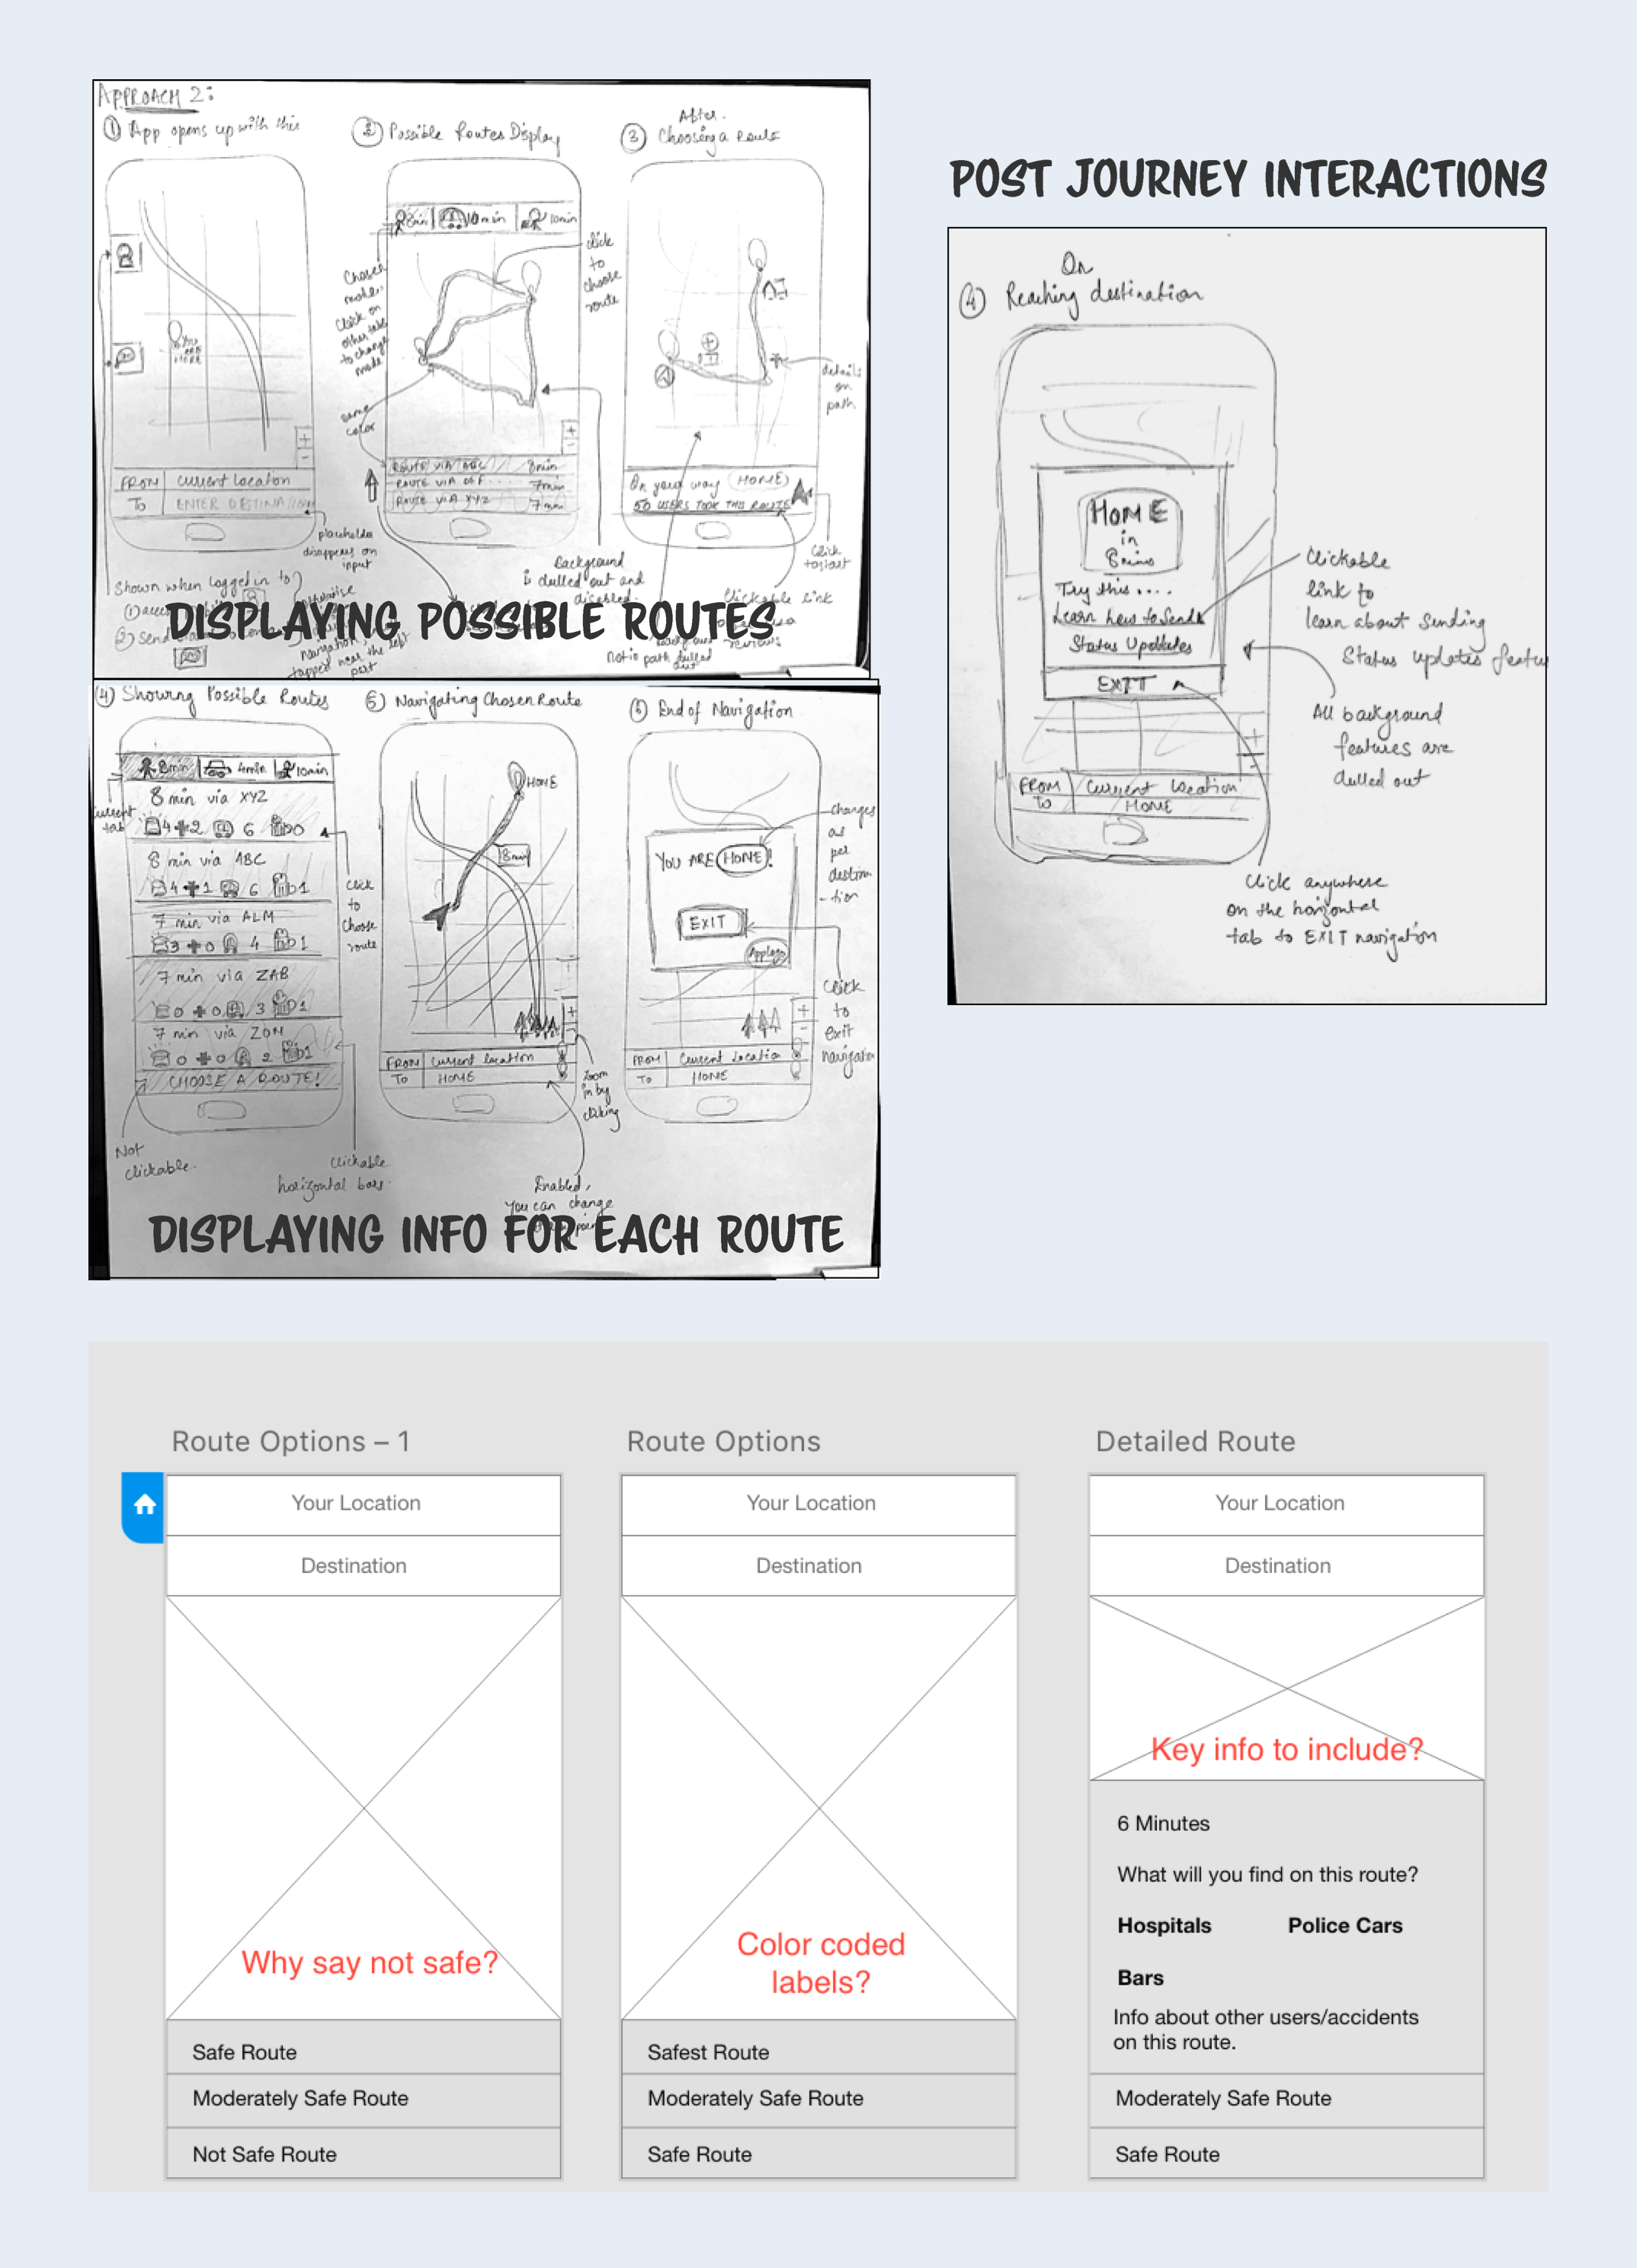 APPROACH 2:
① App opens up with this
② Possible Routes Display
③ After Choosing a Route
YOU ARE HERE
+
-
FROM Current Location
TO ENTER DESTINATION
placeholder
disappears on
input
Shown when logged in to
8min 10min 10min
Chosen
mode.
Click on
other tabs
to change
mode
click
to
choose
route
same
color
+
-
ROUTE VIA ABC 8min
ROUTE VIA DEF... 7min
ROUTE VIA XYZ 7min
Background
is dulled out and
disabled.
details
on
path
On your way (HOME)
50 USERS TOOK THIS ROUTE
Click
to start
Clickable link
DISPLAYING POSSIBLE ROUTES
navigation,
tapped near the left
part
Not in path dulled
out
(4) Showing Possible Routes
⑤ Navigating Chosen Route
⑥ End of Navigation
8min 4min 10min
Current
tab
8 min via XYZ
4 2 6 0
8 min via ABC
4 1 6 1
7 min via ALM
3 0 4 1
7 min via ZAB
0 0 3 1
7 min via ZOM
0 0 2 1
CHOOSE A ROUTE!
Click
to
Choose
route
Not
clickable.
Clickable
horizontal bars.
HOME
8min
+
-
FROM Current location
TO HOME
Zoom
in by
clicking
Enabled,
You can change
YOU ARE HOME!
EXIT
changes
as
per
destina
-tion
Click
to
Exit
navigation
+
-
FROM Current Location
To HOME
DISPLAYING INFO FOR EACH ROUTE
POST JOURNEY INTERACTIONS
④ On Reaching destination
HOME
in
8mins
Try this....
Learn how to Send
Status Updates
EXIT
Clickable
link to
learn about sending
Status updates featu
All background
features are
dulled out
+
-
FROM Current Location
To HOME
Click anywhere
on the horizontal
tab to EXIT navigation
Route Options – 1
Your Location
Destination
Why say not safe?
Safe Route
Moderately Safe Route
Not Safe Route
Route Options
Your Location
Destination
Color coded
labels?
Safest Route
Moderately Safe Route
Safe Route
Detailed Route
Your Location
Destination
Key info to include?
6 Minutes
What will you find on this route?
Hospitals Police Cars
Bars
Info about other users/accidents
on this route.
Moderately Safe Route
Safe Route